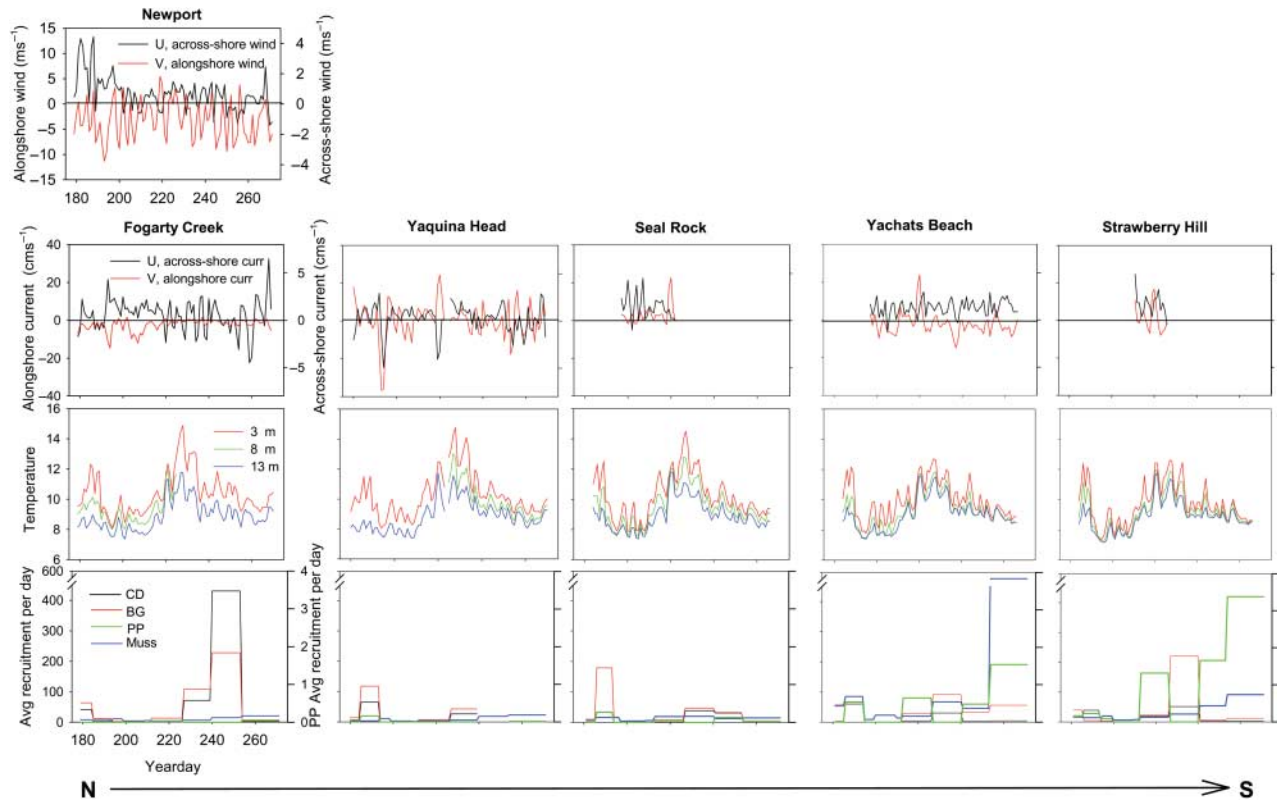 Newport
Alongshore wind (ms⁻¹)
15
10
5
0
−5
−10
−15
U, across-shore wind
V, alongshore wind
4
2
0
−2
−4
Across-shore wind (ms⁻¹)
180 200 220 240 260
Fogarty Creek
Yaquina Head
Seal Rock
Yachats Beach
Strawberry Hill
Alongshore current (cms⁻¹)
40
20
0
−20
−40
U, across-shore curr
V, alongshore curr
5
0
−5
Across-shore current (cms⁻¹)
Temperature
16
14
12
10
8
6
3 m
8 m
13 m
Avg recruitment per day
600
500
400
300
200
100
0
CD
BG
PP
Muss
4
3
2
1
0
PP Avg recruitment per day
180 200 220 240 260
Yearday
N
S